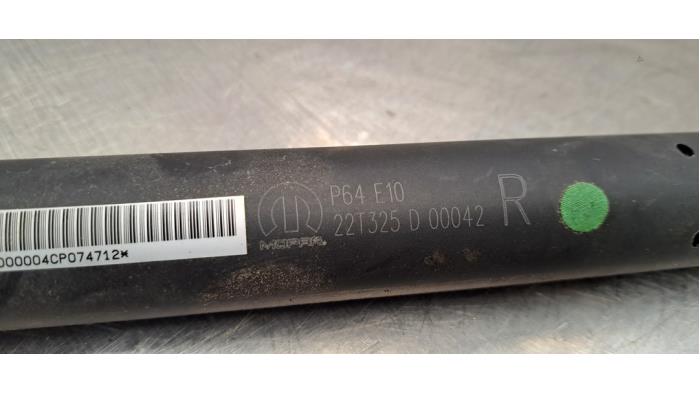 P64 E10
22T325 D 00042
R
MOPAR®
000004CP074712*